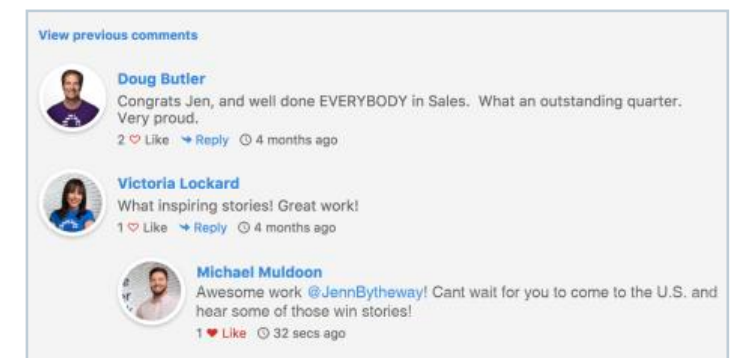 View previous comments
Doug Butler
Congrats Jen, and well done EVERYBODY in Sales.  What an outstanding quarter.
Very proud.
2 Like Reply 4 months ago
Victoria Lockard
What inspiring stories! Great work!
1 Like Reply 4 months ago
Michael Muldoon
Awesome work @JennBytheway! Cant wait for you to come to the U.S. and
hear some of those win stories!
1 Like 32 secs ago